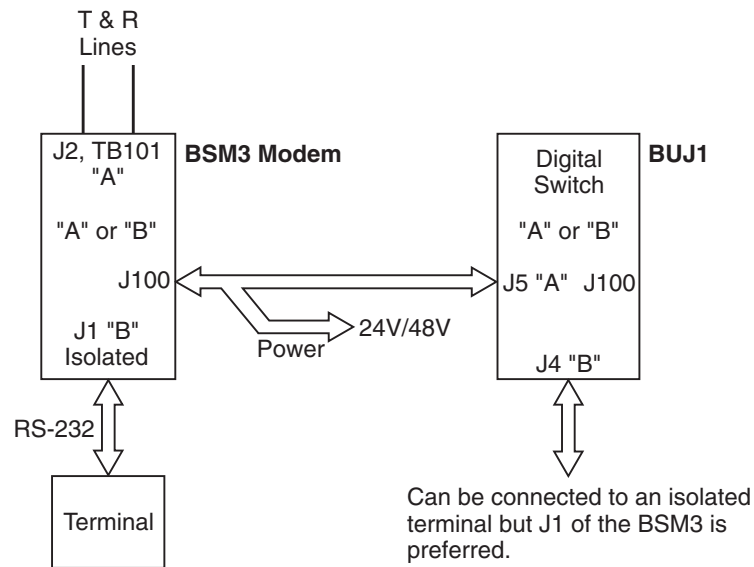 T & R
Lines
J2, TB101
"A"
BSM3 Modem
"A" or "B"
J100
J1 "B"
Isolated
RS-232
Terminal
Power
24V/48V
BUJ1
Digital
Switch
"A" or "B"
J5 "A" J100
J4 "B"
Can be connected to an isolated
terminal but J1 of the BSM3 is
preferred.